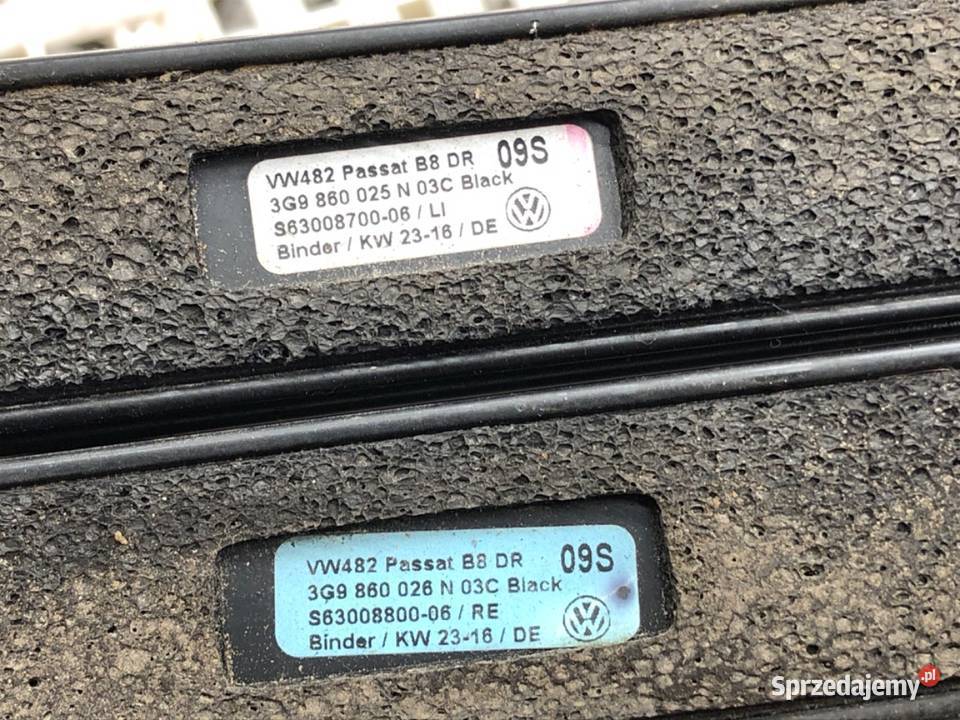 VW482 Passat B8 DR 09S
3G9 860 025 N 03C Black
S63008700-06 / LI
Binder / KW 23-16 / DE
VW482 Passat B8 DR 09S
3G9 860 026 N 03C Black
S63008800-06 / RE
Binder / KW 23-16 / DE
Sprzedajemy.pl